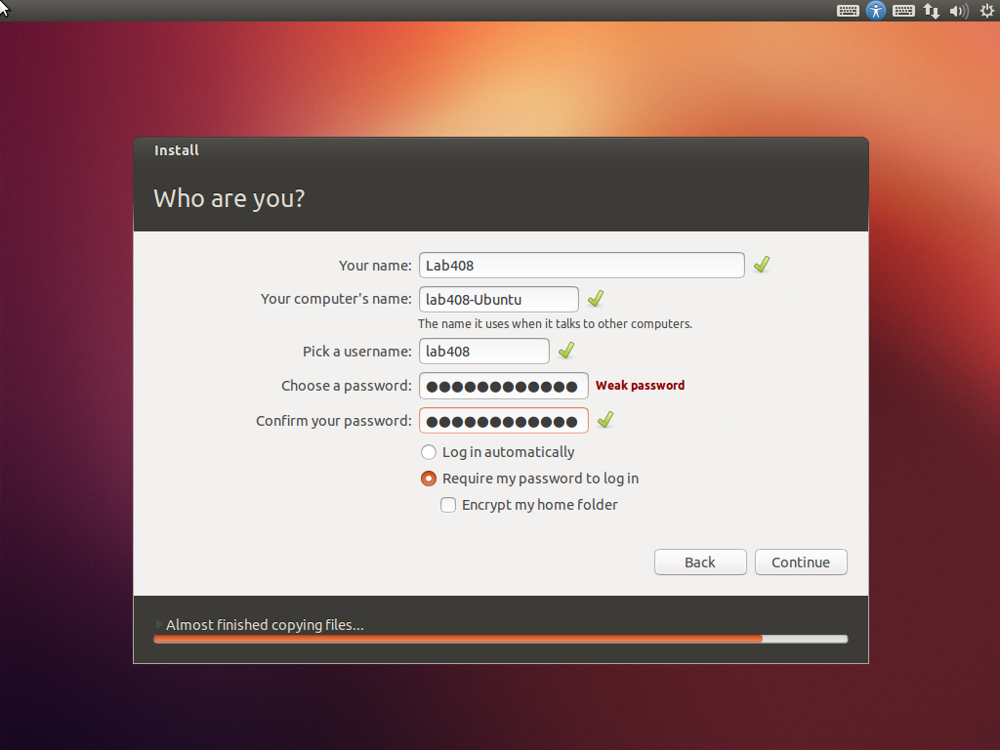 Install
Who are you?
Your name: Lab408
Your computer's name: lab408-Ubuntu
The name it uses when it talks to other computers.
Pick a username: lab408
Choose a password: ●●●●●●●●●●●● Weak password
Confirm your password: ●●●●●●●●●●●●
Log in automatically
Require my password to log in
Encrypt my home folder
Back Continue
Almost finished copying files...